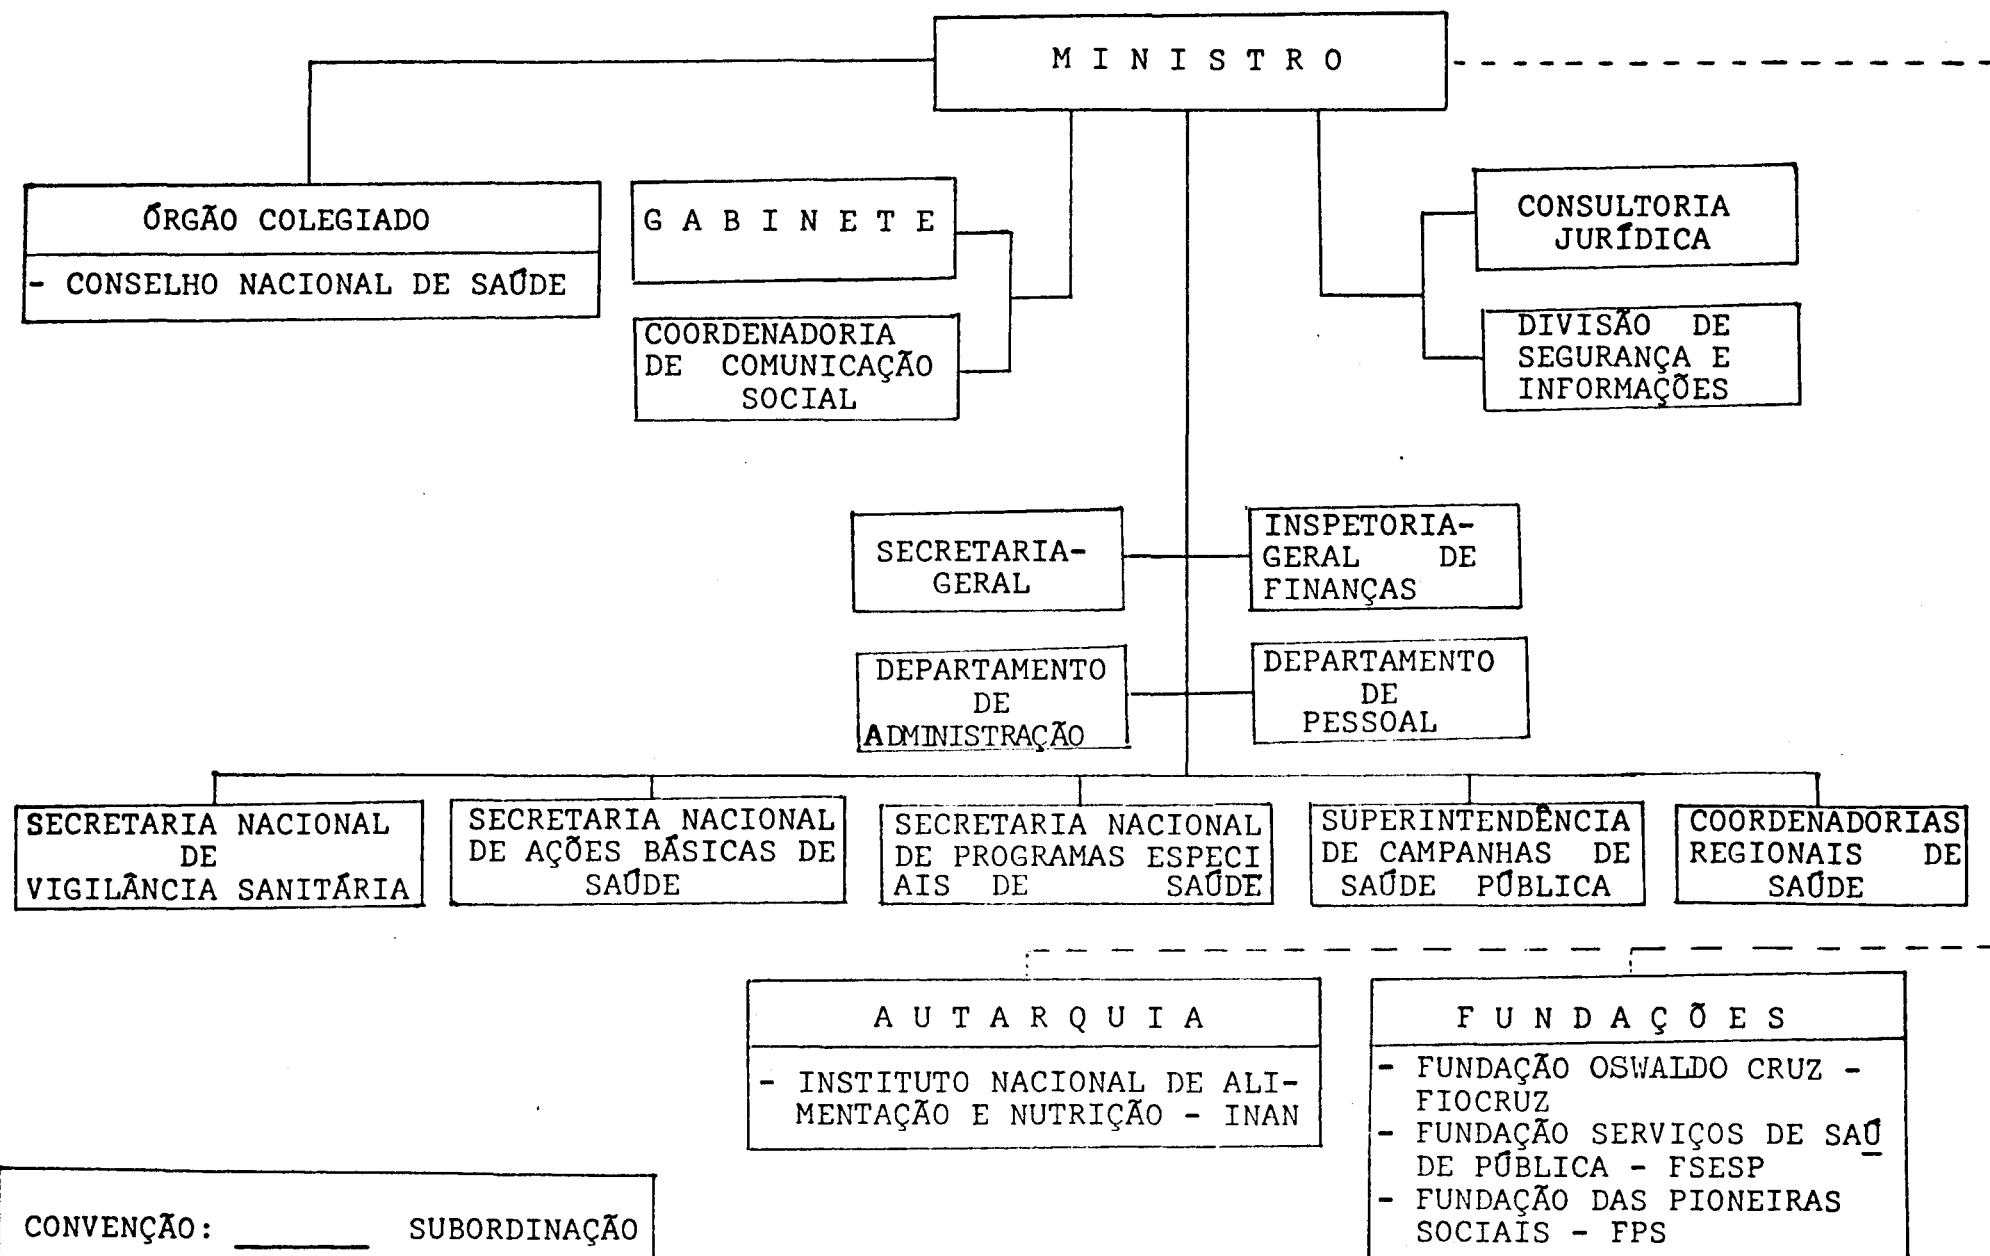 M I N I S T R O
ÓRGÃO COLEGIADO
- CONSELHO NACIONAL DE SAÚDE
G A B I N E T E
COORDENADORIA
DE COMUNICAÇÃO
SOCIAL
CONSULTORIA
JURÍDICA
DIVISÃO DE
SEGURANÇA E
INFORMAÇÕES
SECRETARIA-
GERAL
INSPETORIA-
GERAL DE
FINANÇAS
DEPARTAMENTO
DE
ADMINISTRAÇÃO
DEPARTAMENTO
DE
PESSOAL
SECRETARIA NACIONAL
DE
VIGILÂNCIA SANITÁRIA
SECRETARIA NACIONAL
DE AÇÕES BÁSICAS DE
SAÚDE
SECRETARIA NACIONAL
DE PROGRAMAS ESPECI
AIS DE SAÚDE
SUPERINTENDÊNCIA
DE CAMPANHAS DE
SAÚDE PÚBLICA
COORDENADORIAS
REGIONAIS DE
SAÚDE
A U T A R Q U I A
- INSTITUTO NACIONAL DE ALI-
MENTAÇÃO E NUTRIÇÃO - INAN
F U N D A Ç Õ E S
- FUNDAÇÃO OSWALDO CRUZ -
FIOCRUZ
- FUNDAÇÃO SERVIÇOS DE SAÚ
DE PÚBLICA - FSESP
- FUNDAÇÃO DAS PIONEIRAS
SOCIAIS - FPS
CONVENÇÃO: ______ SUBORDINAÇÃO